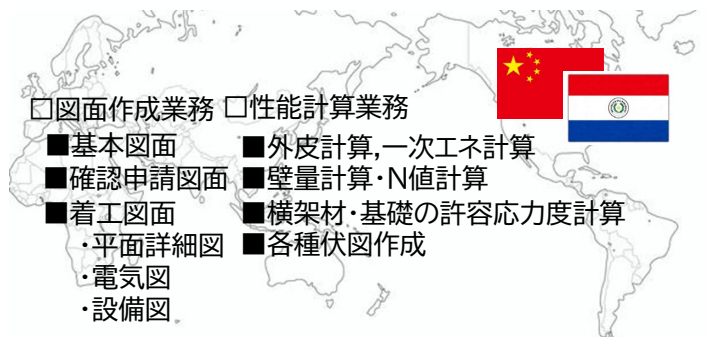 □図面作成業務
■基本図面
■確認申請図面
■着工図面
・平面詳細図
・電気図
・設備図
□性能計算業務
■外皮計算,一次エネ計算
■壁量計算・N値計算
■横架材・基礎の許容応力度計算
■各種伏図作成